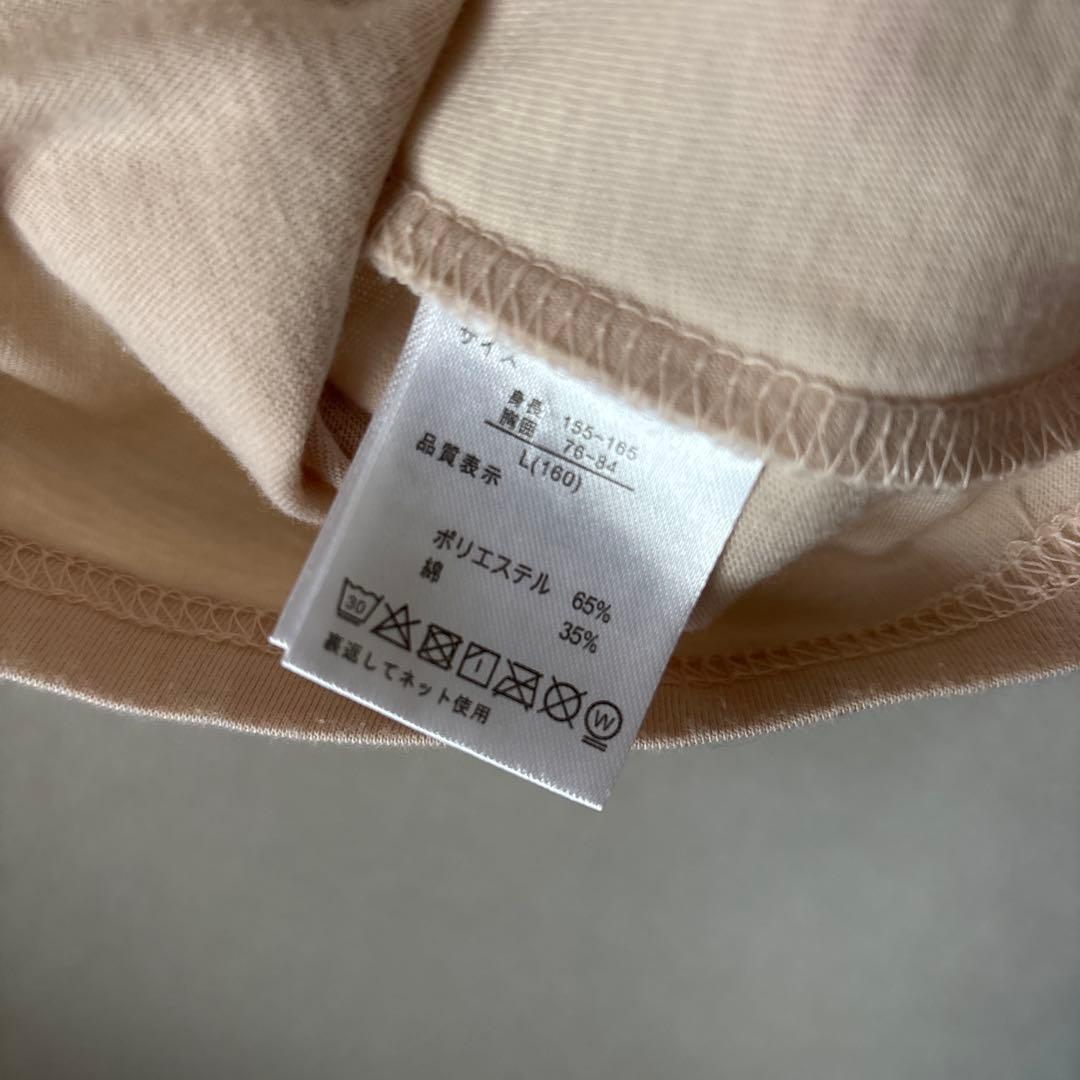 サイズ
身長 155~165
胸囲 76~84
L(160)
品質表示
ポリエステル 65%
綿 35%
30
W
裏返してネット使用